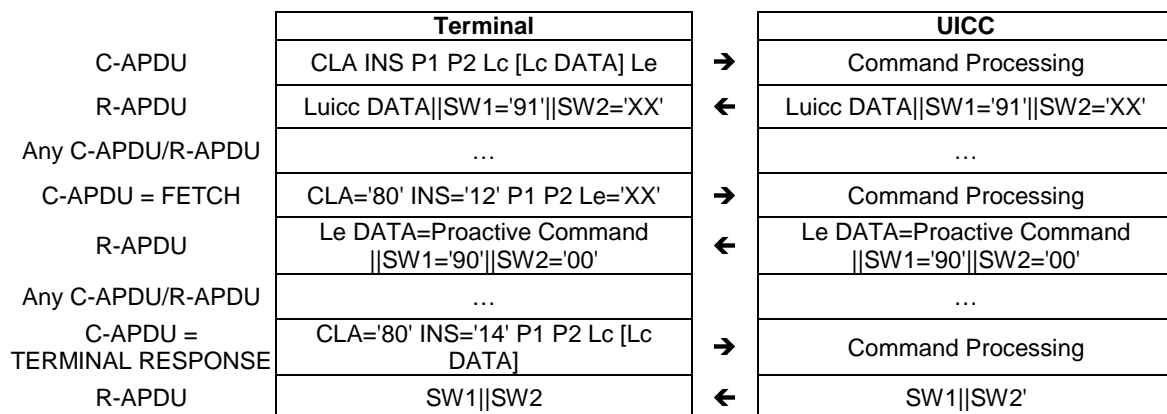 Terminal UICC
C-APDU CLA INS P1 P2 Lc [Lc DATA] Le ➔ Command Processing
R-APDU Luicc DATA||SW1='91'||SW2='XX' 🡰 Luicc DATA||SW1='91'||SW2='XX'
Any C-APDU/R-APDU … …
C-APDU = FETCH CLA='80' INS='12' P1 P2 Le='XX' ➔ Command Processing
R-APDU Le DATA=Proactive Command 🡰 Le DATA=Proactive Command
||SW1='90'||SW2='00' ||SW1='90'||SW2='00'
Any C-APDU/R-APDU … …
C-APDU = CLA='80' INS='14' P1 P2 Lc [Lc ➔ Command Processing
TERMINAL RESPONSE DATA]
R-APDU SW1||SW2 🡰 SW1||SW2'